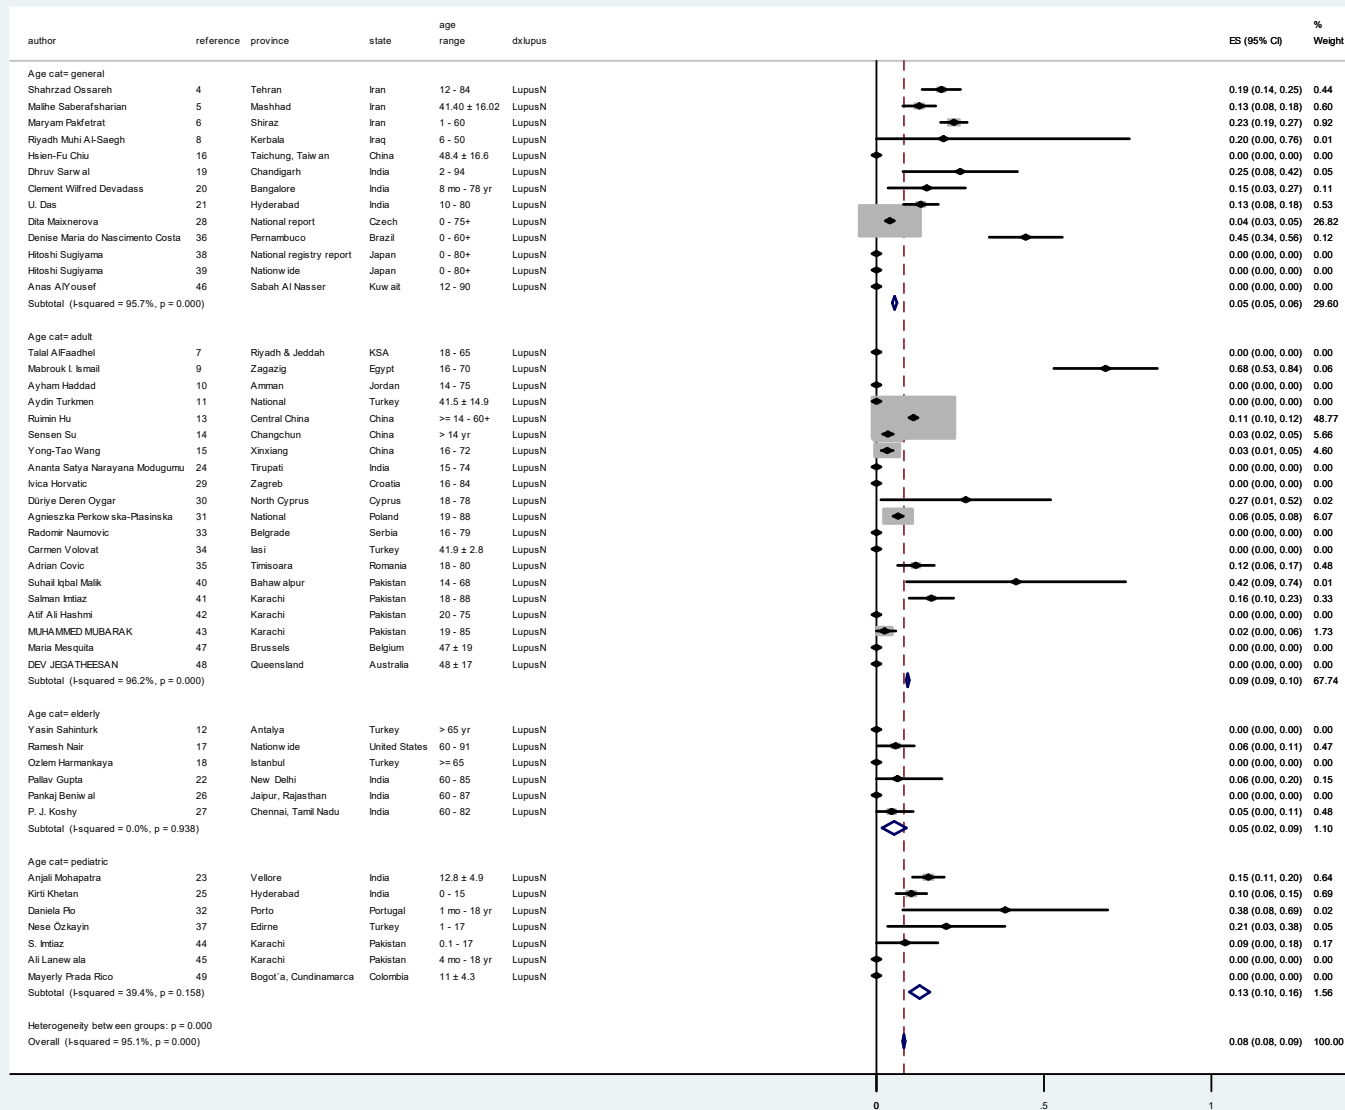 age %
author reference province state range dxlupus ES (95% CI) Weight
Age cat= general
Shahrzad Ossareh 4 Tehran Iran 12 - 84 LupusN 0.19 (0.14, 0.25) 0.44
Malihe Saberafsharian 5 Mashhad Iran 41.40 ± 16.02 LupusN 0.13 (0.08, 0.18) 0.60
Maryam Pakfetrat 6 Shiraz Iran 1 - 60 LupusN 0.23 (0.19, 0.27) 0.92
Riyadh Muhi Al-Saegh 8 Kerbala Iraq 6 - 50 LupusN 0.20 (0.00, 0.76) 0.01
Hsien-Fu Chiu 16 Taichung, Taiwan China 48.4 ± 16.6 LupusN 0.00 (0.00, 0.00) 0.00
Dhruv Sarwal 19 Chandigarh India 2 - 94 LupusN 0.25 (0.08, 0.42) 0.05
Clement Wilfred Devadass 20 Bangalore India 8 mo - 78 yr LupusN 0.15 (0.03, 0.27) 0.11
U. Das 21 Hyderabad India 10 - 80 LupusN 0.13 (0.08, 0.18) 0.53
Dita Maixnerova 28 National report Czech 0 - 75+ LupusN 0.04 (0.03, 0.05) 26.82
Denise Maria do Nascimento Costa 36 Pernambuco Brazil 0 - 60+ LupusN 0.45 (0.34, 0.56) 0.12
Hitoshi Sugiyama 38 National registry report Japan 0 - 80+ LupusN 0.00 (0.00, 0.00) 0.00
Hitoshi Sugiyama 39 Nationwide Japan 0 - 80+ LupusN 0.00 (0.00, 0.00) 0.00
Anas AlYousef 46 Sabah Al Nasser Kuwait 12 - 90 LupusN 0.00 (0.00, 0.00) 0.00
Subtotal (I-squared = 95.7%, p = 0.000) 0.05 (0.05, 0.06) 29.60
Age cat= adult
Talal AlFaadhel 7 Riyadh & Jeddah KSA 18 - 65 LupusN 0.00 (0.00, 0.00) 0.00
Mabrouk I. Ismail 9 Zagazig Egypt 16 - 70 LupusN 0.68 (0.53, 0.84) 0.06
Ayham Haddad 10 Amman Jordan 14 - 75 LupusN 0.00 (0.00, 0.00) 0.00
Aydin Turkmen 11 National Turkey 41.5 ± 14.9 LupusN 0.00 (0.00, 0.00) 0.00
Ruimin Hu 13 Central China China >= 14 - 60+ LupusN 0.11 (0.10, 0.12) 48.77
Sensen Su 14 Changchun China > 14 yr LupusN 0.03 (0.02, 0.05) 5.66
Yong-Tao Wang 15 Xinxiang China 16 - 72 LupusN 0.03 (0.01, 0.05) 4.60
Ananta Satya Narayana Modugumu 24 Tirupati India 15 - 74 LupusN 0.00 (0.00, 0.00) 0.00
Ivica Horvatic 29 Zagreb Croatia 16 - 84 LupusN 0.00 (0.00, 0.00) 0.00
Düriye Deren Oygar 30 North Cyprus Cyprus 18 - 78 LupusN 0.27 (0.01, 0.52) 0.02
Agnieszka Perkowska-Ptasinska 31 National Poland 19 - 88 LupusN 0.06 (0.05, 0.08) 6.07
Radomir Naumovic 33 Belgrade Serbia 16 - 79 LupusN 0.00 (0.00, 0.00) 0.00
Carmen Volovat 34 Iasi Turkey 41.9 ± 2.8 LupusN 0.00 (0.00, 0.00) 0.00
Adrian Covic 35 Timisoara Romania 18 - 80 LupusN 0.12 (0.06, 0.17) 0.48
Suhail Iqbal Malik 40 Bahawalpur Pakistan 14 - 68 LupusN 0.42 (0.09, 0.74) 0.01
Salman Imtiaz 41 Karachi Pakistan 18 - 88 LupusN 0.16 (0.10, 0.23) 0.33
Atif Ali Hashmi 42 Karachi Pakistan 20 - 75 LupusN 0.00 (0.00, 0.00) 0.00
MUHAMMED MUBARAK 43 Karachi Pakistan 19 - 85 LupusN 0.02 (0.00, 0.06) 1.73
Maria Mesquita 47 Brussels Belgium 47 ± 19 LupusN 0.00 (0.00, 0.00) 0.00
DEV JEGATHEESAN 48 Queensland Australia 48 ± 17 LupusN 0.00 (0.00, 0.00) 0.00
Subtotal (I-squared = 96.2%, p = 0.000) 0.09 (0.09, 0.10) 67.74
Age cat= elderly
Yasin Sahinturk 12 Antalya Turkey > 65 yr LupusN 0.00 (0.00, 0.00) 0.00
Ramesh Nair 17 Nationwide United States 60 - 91 LupusN 0.06 (0.00, 0.11) 0.47
Ozlem Harmankaya 18 Istanbul Turkey >= 65 LupusN 0.00 (0.00, 0.00) 0.00
Pallav Gupta 22 New Delhi India 60 - 85 LupusN 0.06 (0.00, 0.20) 0.15
Pankaj Beniwal 26 Jaipur, Rajasthan India 60 - 87 LupusN 0.00 (0.00, 0.00) 0.00
P. J. Koshy 27 Chennai, Tamil Nadu India 60 - 82 LupusN 0.05 (0.00, 0.11) 0.48
Subtotal (I-squared = 0.0%, p = 0.938) 0.05 (0.02, 0.09) 1.10
Age cat= pediatric
Anjali Mohapatra 23 Vellore India 12.8 ± 4.9 LupusN 0.15 (0.11, 0.20) 0.64
Kirti Khetan 25 Hyderabad India 0 - 15 LupusN 0.10 (0.06, 0.15) 0.69
Daniela Pio 32 Porto Portugal 1 mo - 18 yr LupusN 0.38 (0.08, 0.69) 0.02
Nese Özkayin 37 Edirne Turkey 1 - 17 LupusN 0.21 (0.03, 0.38) 0.05
S. Imtiaz 44 Karachi Pakistan 0.1 - 17 LupusN 0.09 (0.00, 0.18) 0.17
Ali Lanewala 45 Karachi Pakistan 4 mo - 18 yr LupusN 0.00 (0.00, 0.00) 0.00
Mayerly Prada Rico 49 Bogot´a, Cundinamarca Colombia 11 ± 4.3 LupusN 0.00 (0.00, 0.00) 0.00
Subtotal (I-squared = 39.4%, p = 0.158) 0.13 (0.10, 0.16) 1.56
Heterogeneity between groups: p = 0.000
Overall (I-squared = 95.1%, p = 0.000) 0.08 (0.08, 0.09) 100.00
0 .5 1